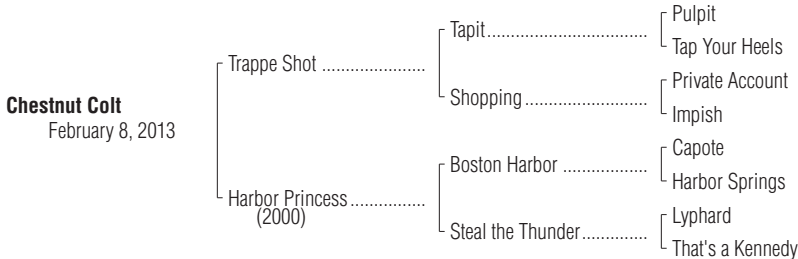 Pulpit
Tapit
Tap Your Heels
Trappe Shot
Private Account
Shopping
Impish
Chestnut Colt
February 8, 2013
Capote
Boston Harbor
Harbor Springs
Harbor Princess
(2000)
Lyphard
Steal the Thunder
That's a Kennedy